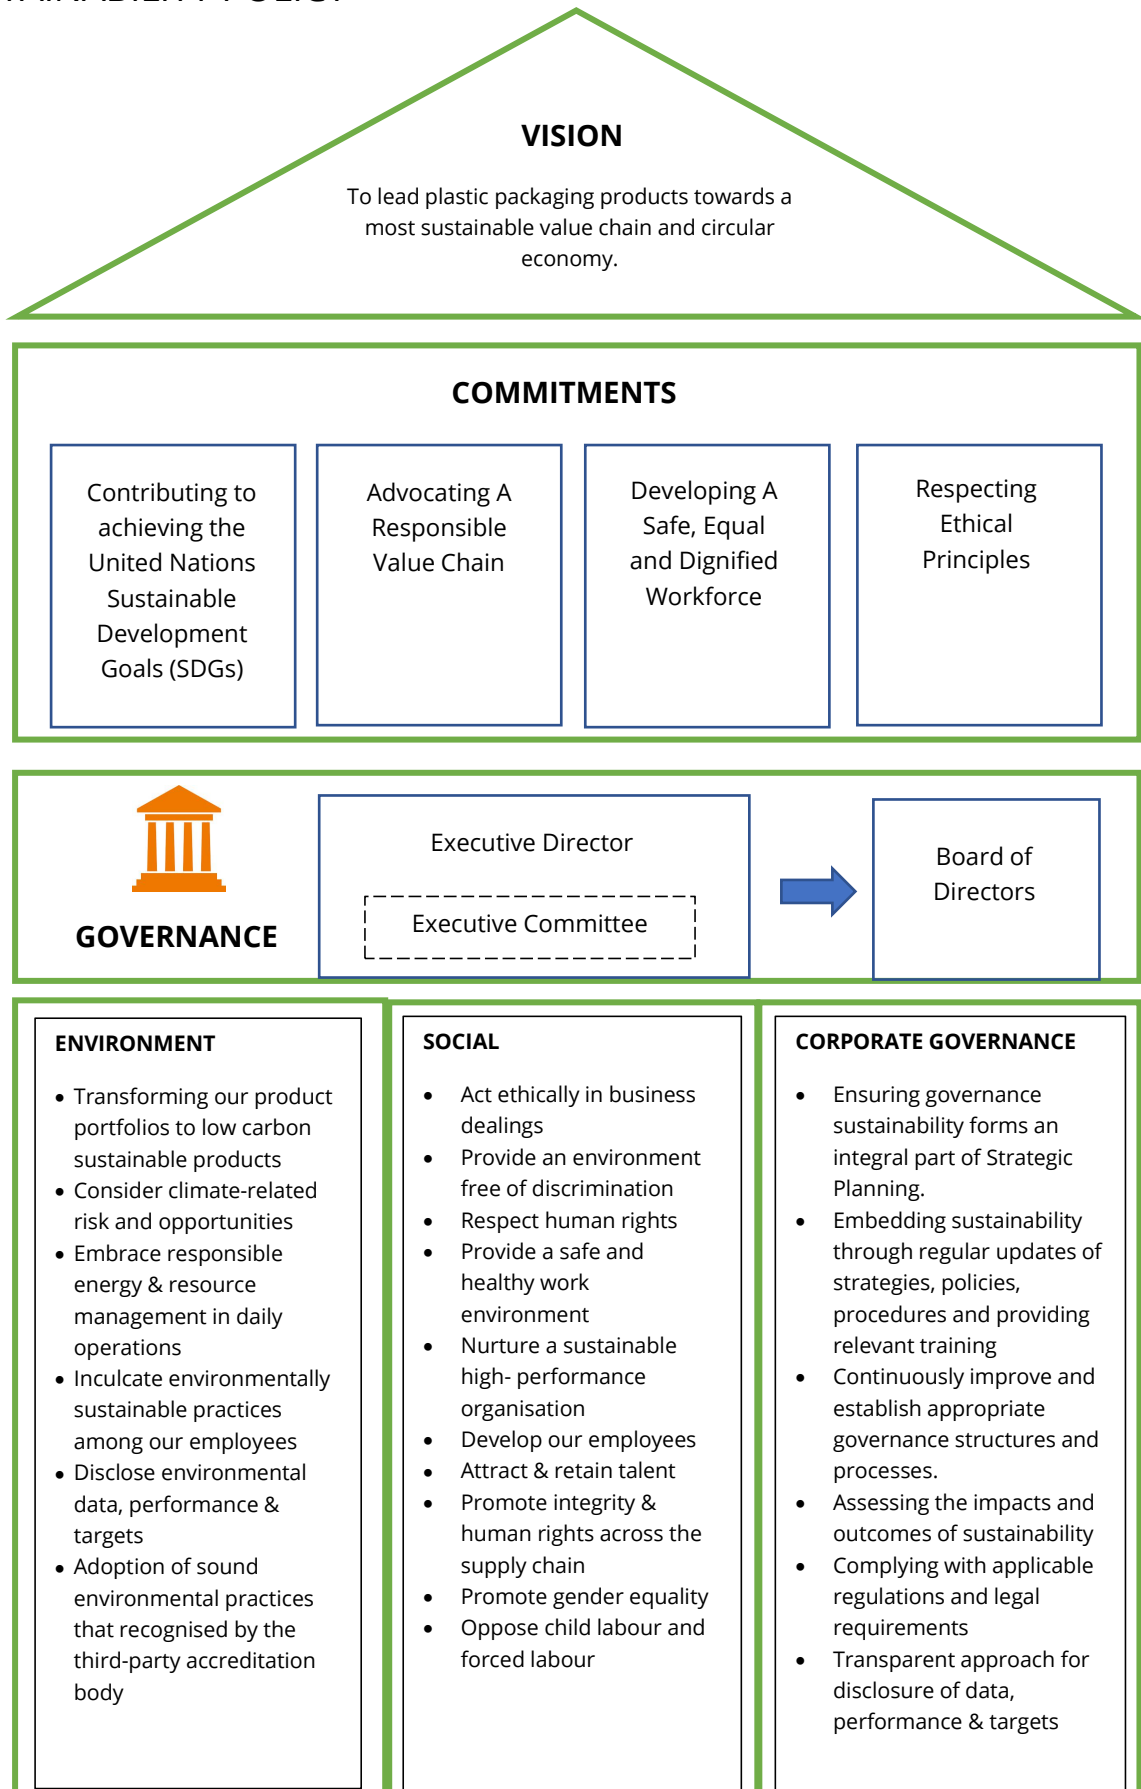 VISION
To lead plastic packaging products towards a
most sustainable value chain and circular
economy.
COMMITMENTS
Contributing to
achieving the
United Nations
Sustainable
Development
Goals (SDGs)
Advocating A
Responsible
Value Chain
Developing A
Safe, Equal
and Dignified
Workforce
Respecting
Ethical
Principles
GOVERNANCE
Executive Director
Executive Committee
Board of
Directors
ENVIRONMENT
• Transforming our product
portfolios to low carbon
sustainable products
• Consider climate-related
risk and opportunities
• Embrace responsible
energy & resource
management in daily
operations
• Inculcate environmentally
sustainable practices
among our employees
• Disclose environmental
data, performance &
targets
• Adoption of sound
environmental practices
that recognised by the
third-party accreditation
body
SOCIAL
• Act ethically in business
dealings
• Provide an environment
free of discrimination
• Respect human rights
• Provide a safe and
healthy work
environment
• Nurture a sustainable
high- performance
organisation
• Develop our employees
• Attract & retain talent
• Promote integrity &
human rights across the
supply chain
• Promote gender equality
• Oppose child labour and
forced labour
CORPORATE GOVERNANCE
• Ensuring governance
sustainability forms an
integral part of Strategic
Planning.
• Embedding sustainability
through regular updates of
strategies, policies,
procedures and providing
relevant training
• Continuously improve and
establish appropriate
governance structures and
processes.
• Assessing the impacts and
outcomes of sustainability
• Complying with applicable
regulations and legal
requirements
• Transparent approach for
disclosure of data,
performance & targets